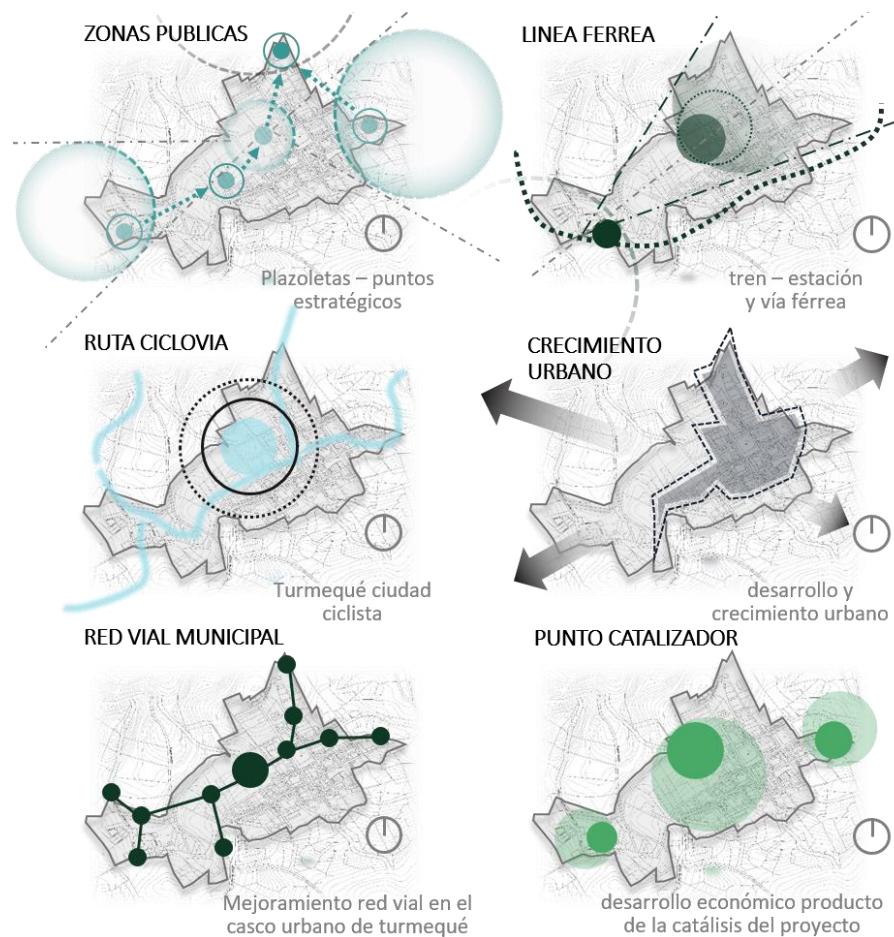 ZONAS PUBLICAS
Plazoletas – puntos
estratégicos
LINEA FERREA
tren – estación
y vía férrea
RUTA CICLOVIA
Turmequé ciudad
ciclista
CRECIMIENTO
URBANO
desarrollo y
crecimiento urbano
RED VIAL MUNICIPAL
Mejoramiento red vial en el
casco urbano de turmequé
PUNTO CATALIZADOR
desarrollo económico producto
de la catálisis del proyecto